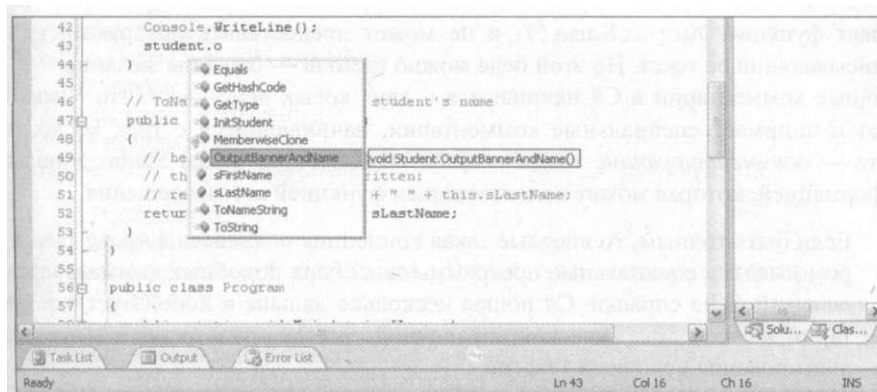 42 Console.WriteLine();
43 student.o
44
45 Equals
GetHashCode
46 // ToNa GetType student's name
47 public InitStudent
48 { MemberwiseClone
49 // he OutputBannerAndName void Student.OutputBannerAndName()
50 // th sFirstName ritten:
51 // s sLastName + " " + this.sLastName;
52 retur ToNameString sLastName;
53 } ToString
54 }
55
56 public class Program
57
Solu... Clas...
Task List Output Error List
Ready Ln 43 Col 16 Ch 16 INS